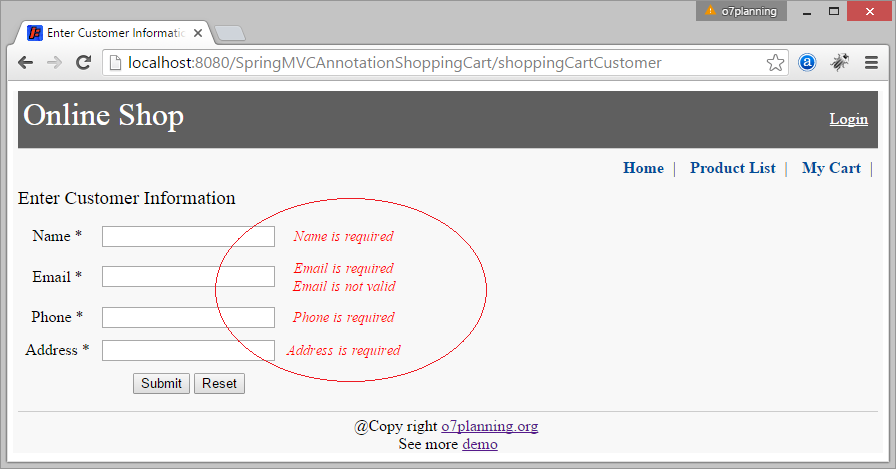 o7planning
Enter Customer Informatio
localhost:8080/SpringMVCAnnotationShoppingCart/shoppingCartCustomer
Online Shop
Login
Home | Product List | My Cart |
Enter Customer Information
Name * Name is required
Email * Email is required
Email is not valid
Phone * Phone is required
Address * Address is required
Submit Reset
@Copy right o7planning.org
See more demo